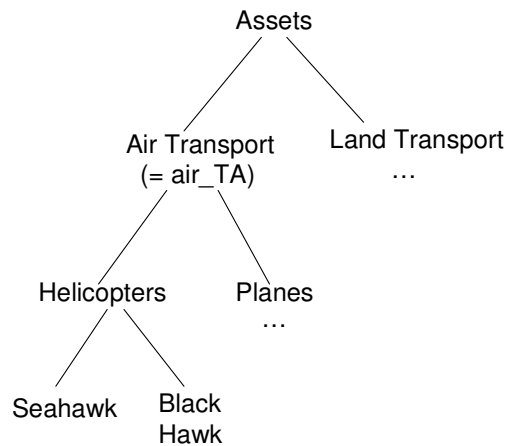 Assets
Air Transport
(= air_TA)
Land Transport
…
Helicopters
Planes
…
Seahawk
Black
Hawk